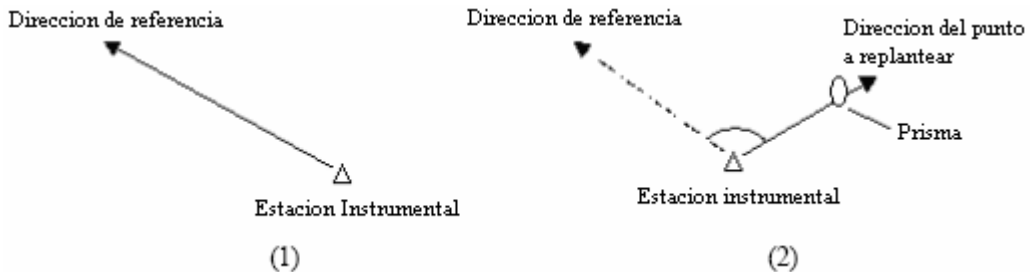 Direccion de referencia
Estacion Instrumental
(1)
Direccion de referencia
Direccion del punto
a replantear
Prisma
Estacion instrumental
(2)